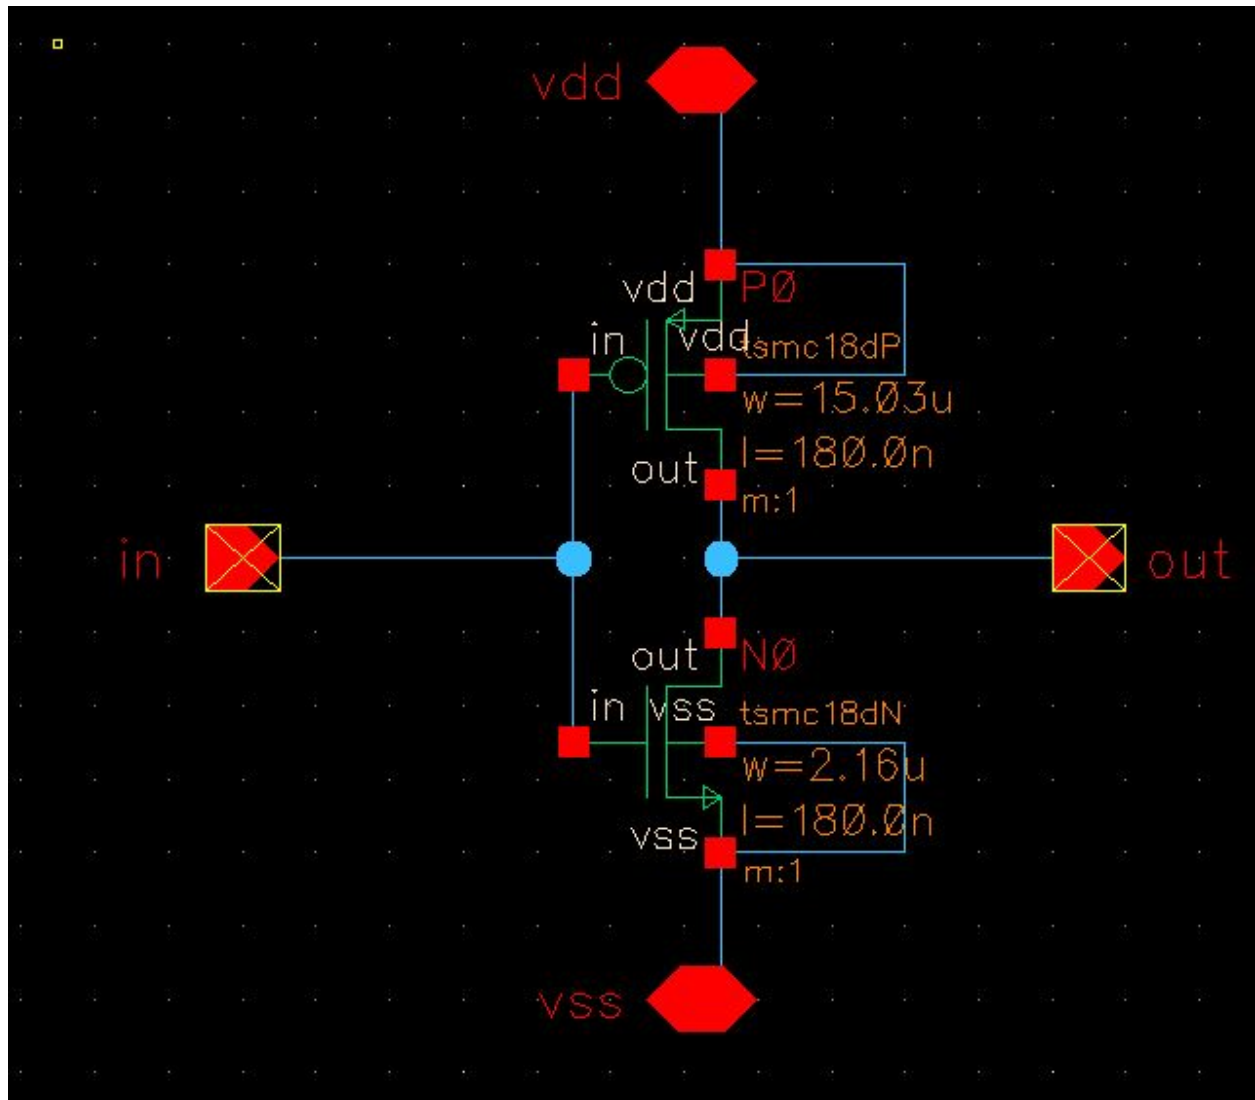 vdd
vdd
P0
in
vdd
tsmc18dP
w=15.03u
l=180.0n
out
m:1
in
out
out
N0
in
vss
tsmc18dN
w=2.16u
l=180.0n
vss
m:1
vss